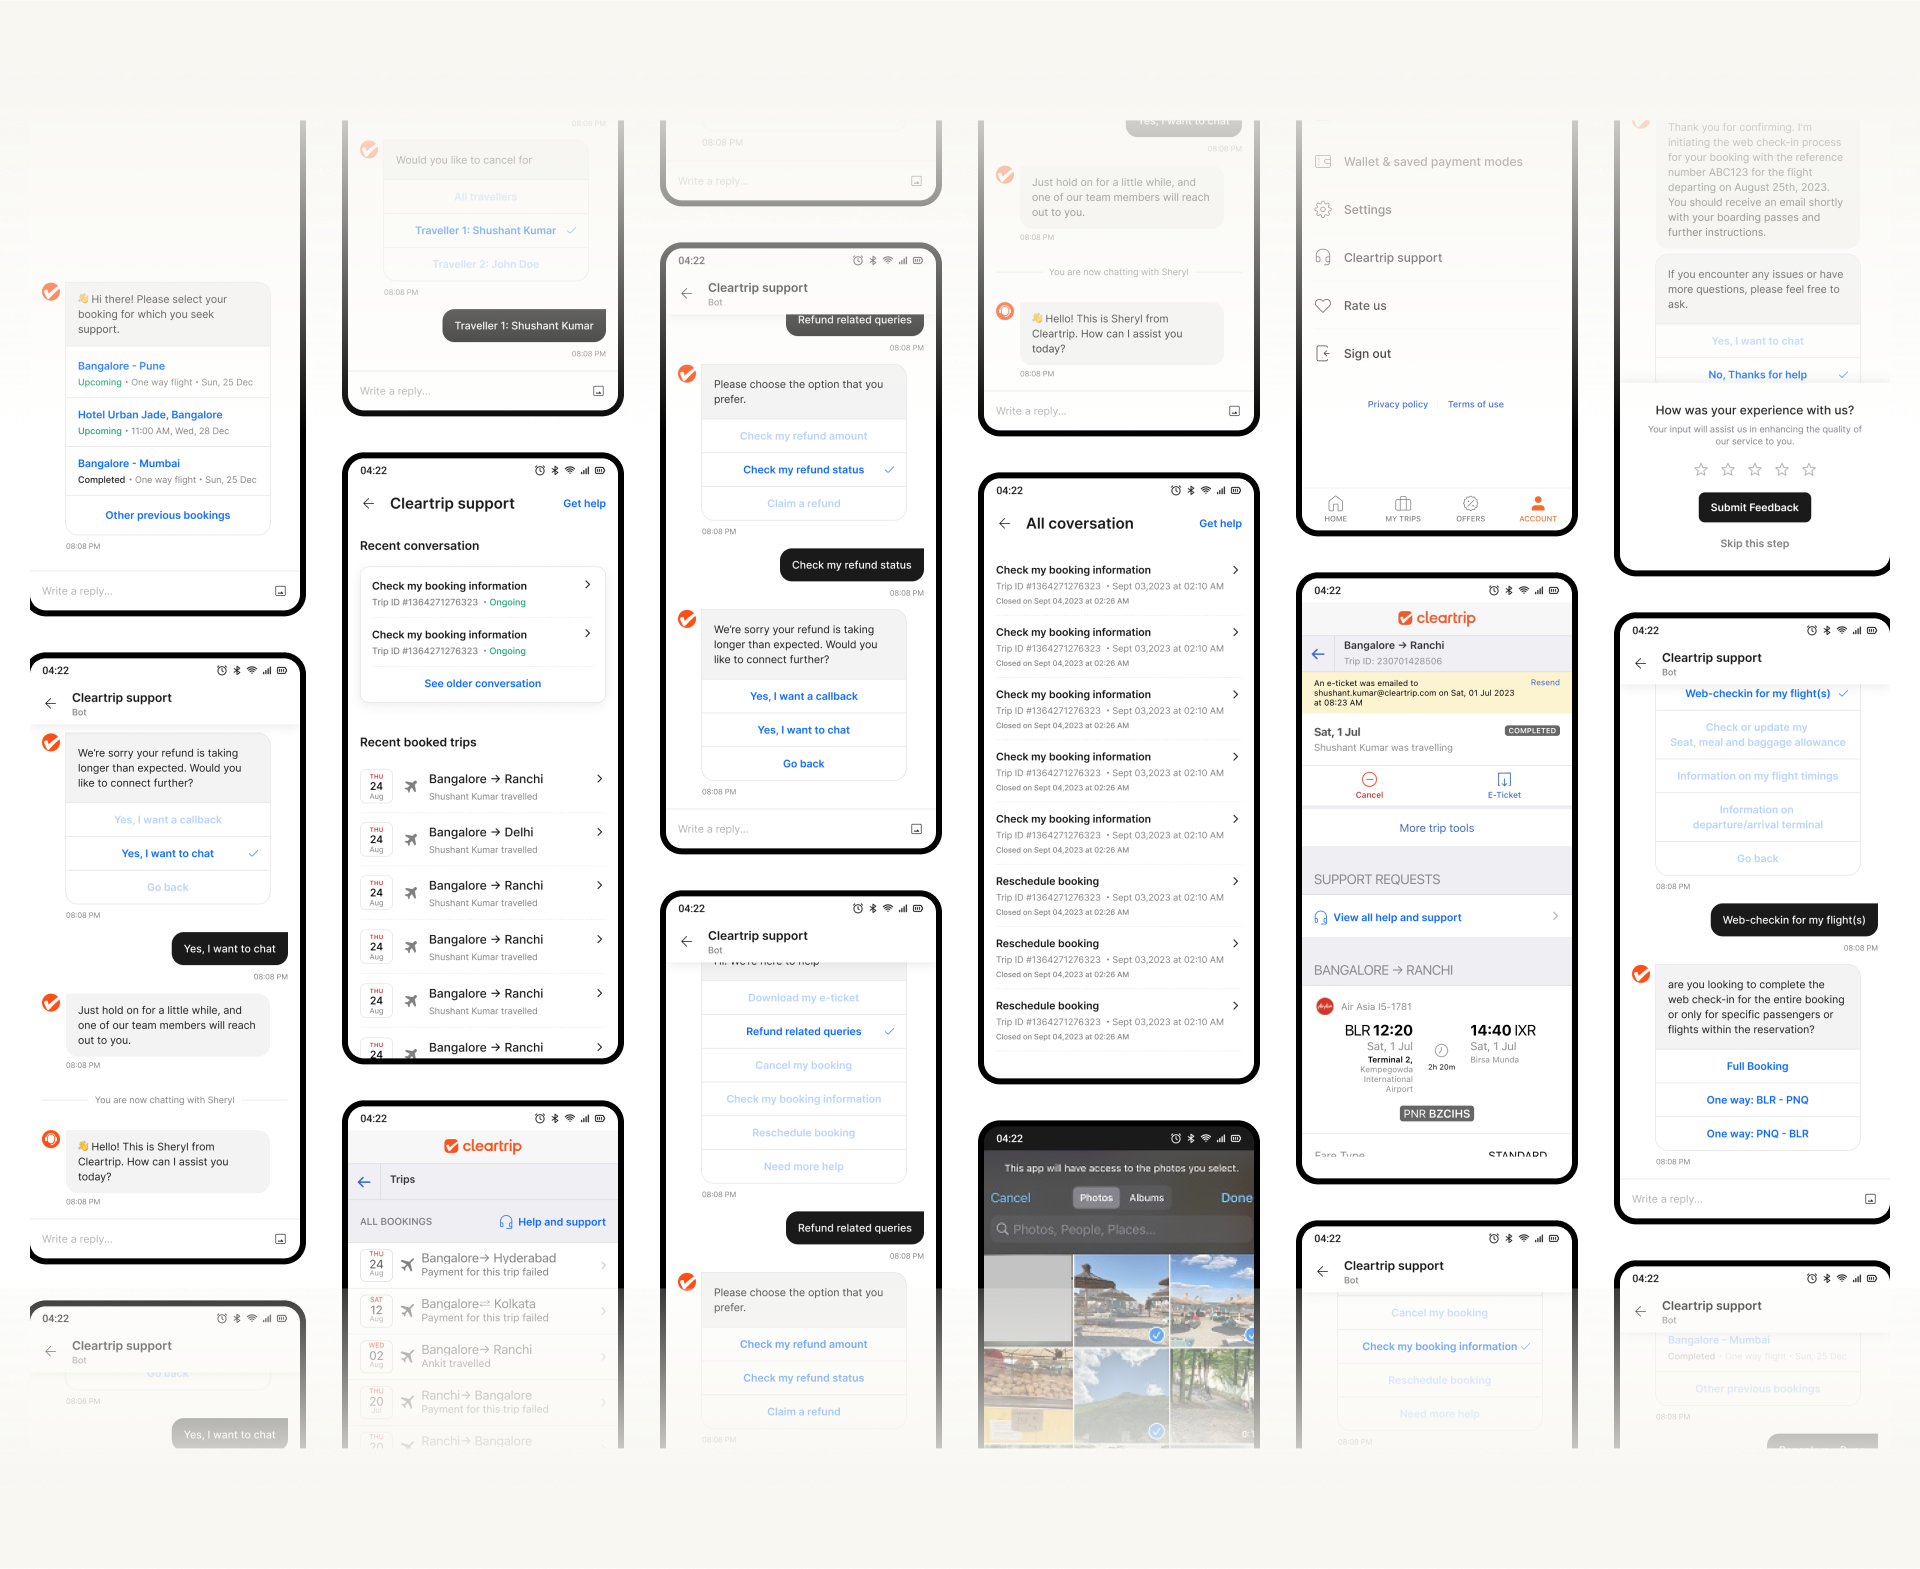 👋 Hi there! Please select your
booking for which you seek
support.
Bangalore - Pune
Upcoming • One way flight • Sun, 25 Dec
Hotel Urban Jade, Bangalore
Upcoming • 11:00 AM, Wed, 28 Dec
Bangalore - Mumbai
Completed • One way flight • Sun, 25 Dec
Other previous bookings
08:08 PM
Write a reply...
04:22
Cleartrip support
Bot
We're sorry your refund is taking
longer than expected. Would you
like to connect further?
Yes, I want a callback
Yes, I want to chat
Go back
08:08 PM
Yes, I want to chat
08:08 PM
Just hold on for a little while, and
one of our team members will reach
out to you.
08:08 PM
You are now chatting with Sheryl
👋 Hello! This is Sheryl from
Cleartrip. How can I assist you
today?
08:08 PM
Write a reply...
04:22
Cleartrip support
Bot
Go back
08:08 PM
Yes, I want to chat
08:08 PM
Would you like to cancel for
All travellers
Traveller 1: Shushant Kumar
Traveller 2: John Doe
08:08 PM
Traveller 1: Shushant Kumar
08:08 PM
Write a reply...
04:22
Cleartrip support
Get help
Recent conversation
Check my booking information
Trip ID #1364271276323 • Ongoing
Check my booking information
Trip ID #1364271276323 • Ongoing
See older conversation
Recent booked trips
THU
24
Aug
Bangalore → Ranchi
Shushant Kumar travelled
THU
24
Aug
Bangalore → Delhi
Shushant Kumar travelled
THU
24
Aug
Bangalore → Ranchi
Shushant Kumar travelled
THU
24
Aug
Bangalore → Ranchi
Shushant Kumar travelled
THU
24
Aug
Bangalore → Ranchi
Shushant Kumar travelled
THU
24
Bangalore → Ranchi
04:22
cleartrip
Trips
ALL BOOKINGS
Help and support
THU
24
Aug
Bangalore→ Hyderabad
Payment for this trip failed
SAT
12
Aug
Bangalore⇄ Kolkata
Payment for this trip failed
WED
02
Aug
Bangalore→ Ranchi
Ankit travelled
THU
20
Jul
Ranchi→ Bangalore
Payment for this trip failed
THU
20
Ranchi→ Bangalore
08:08 PM
Write a reply...
04:22
Cleartrip support
Bot
Refund related queries
08:08 PM
Please choose the option that you
prefer.
Check my refund amount
Check my refund status
Claim a refund
08:08 PM
Check my refund status
08:08 PM
We're sorry your refund is taking
longer than expected. Would you
like to connect further?
Yes, I want a callback
Yes, I want to chat
Go back
08:08 PM
Write a reply...
04:22
Cleartrip support
Bot
Hi! We're here to help
Download my e-ticket
Refund related queries
Cancel my booking
Check my booking information
Reschedule booking
Need more help
08:08 PM
Refund related queries
08:08 PM
Please choose the option that you
prefer.
Check my refund amount
Check my refund status
Claim a refund
08:08 PM
Yes, I want to chat
08:08 PM
Just hold on for a little while, and
one of our team members will reach
out to you.
08:08 PM
You are now chatting with Sheryl
👋 Hello! This is Sheryl from
Cleartrip. How can I assist you
today?
08:08 PM
Write a reply...
04:22
All coversation
Get help
Check my booking information
Trip ID #1364271276323 • Sept 03,2023 at 02:10 AM
Closed on Sept 04,2023 at 02:26 AM
Check my booking information
Trip ID #1364271276323 • Sept 03,2023 at 02:10 AM
Closed on Sept 04,2023 at 02:26 AM
Check my booking information
Trip ID #1364271276323 • Sept 03,2023 at 02:10 AM
Closed on Sept 04,2023 at 02:26 AM
Check my booking information
Trip ID #1364271276323 • Sept 03,2023 at 02:10 AM
Closed on Sept 04,2023 at 02:26 AM
Check my booking information
Trip ID #1364271276323 • Sept 03,2023 at 02:10 AM
Closed on Sept 04,2023 at 02:26 AM
Reschedule booking
Trip ID #1364271276323 • Sept 03,2023 at 02:10 AM
Closed on Sept 04,2023 at 02:26 AM
Reschedule booking
Trip ID #1364271276323 • Sept 03,2023 at 02:10 AM
Closed on Sept 04,2023 at 02:26 AM
Reschedule booking
Trip ID #1364271276323 • Sept 03,2023 at 02:10 AM
Closed on Sept 04,2023 at 02:26 AM
04:22
This app will have access to the photos you select.
Cancel
Photos
Albums
Done
Photos, People, Places...
Wallet & saved payment modes
Settings
Cleartrip support
Rate us
Sign out
Privacy policy
Terms of use
HOME
MY TRIPS
OFFERS
ACCOUNT
04:22
cleartrip
Bangalore → Ranchi
Trip ID: 230701428506
An e-ticket was emailed to
shushant.kumar@cleartrip.com on Sat, 01 Jul 2023
at 08:23 AM
Resend
Sat, 1 Jul
COMPLETED
Shushant Kumar was travelling
Cancel
E-Ticket
More trip tools
SUPPORT REQUESTS
View all help and support
BANGALORE → RANCHI
Air Asia I5-1781
BLR 12:20
14:40 IXR
Sat, 1 Jul
Sat, 1 Jul
Terminal 2,
Kempegowda
International
Airport
2h 20m
Birsa Munda
PNR BZCIHS
Fare Type
STANDARD
04:22
Cleartrip support
Bot
Cancel my booking
Check my booking information
Reschedule booking
Need more help
08:08 PM
Thank you for confirming. I'm
initiating the web check-in process
for your booking with the reference
number ABC123 for the flight
departing on August 25th, 2023.
You should receive an email shortly
with your boarding passes and
further instructions.
If you encounter any issues or have
more questions, please feel free to
ask.
Yes, I want to chat
No, Thanks for help
How was your experience with us?
Your input will assist us in enhancing the quality of
our service to you.
Submit Feedback
Skip this step
04:22
Cleartrip support
Bot
Web-checkin for my flight(s)
Check or update my
Seat, meal and baggage allowance
Information on my flight timings
Information on
departure/arrival terminal
Go back
08:08 PM
Web-checkin for my flight(s)
08:08 PM
are you looking to complete the
web check-in for the entire booking
or only for specific passengers or
flights within the reservation?
Full Booking
One way: BLR - PNQ
One way: PNQ - BLR
08:08 PM
Write a reply...
04:22
Cleartrip support
Bot
Bangalore - Mumbai
Completed • One way flight • Sun, 25 Dec
Other previous bookings
08:08 PM